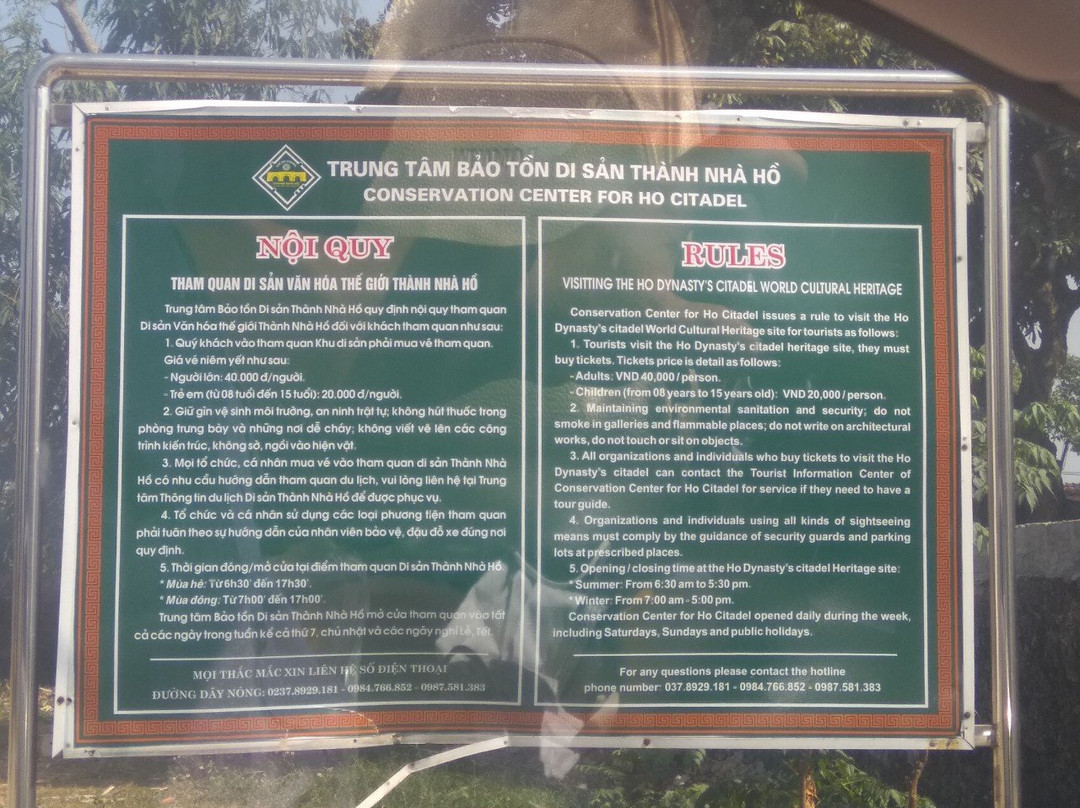 TRUNG TÂM BẢO TỒN DI SẢN THÀNH NHÀ HỒ
CONSERVATION CENTER FOR HO CITADEL
NỘI QUY
THAM QUAN DI SẢN VĂN HÓA THẾ GIỚI THÀNH NHÀ HỒ
Trung tâm Bảo tồn Di sản Thành Nhà Hồ quy định nội quy tham quan
Di sản Văn hóa thế giới Thành Nhà Hồ đối với khách tham quan như sau:
1. Quý khách vào tham quan Khu di sản phải mua vé tham quan.
Giá vé niêm yết như sau:
- Người lớn: 40.000 đ/người.
- Trẻ em (từ 08 tuổi đến 15 tuổi): 20.000 đ/người.
2. Giữ gìn vệ sinh môi trường, an ninh trật tự; không hút thuốc trong
phòng trưng bày và những nơi dễ cháy; không viết vẽ lên các công
trình kiến trúc, không sờ, ngồi vào hiện vật.
3. Mọi tổ chức, cá nhân mua vé vào tham quan di sản Thành Nhà
Hồ có nhu cầu hướng dẫn tham quan du lịch, vui lòng liên hệ tại Trung
tâm Thông tin du lịch Di sản Thành Nhà Hồ để được phục vụ.
4. Tổ chức và cá nhân sử dụng các loại phương tiện tham quan
phải tuân theo sự hướng dẫn của nhân viên bảo vệ, đậu đỗ xe đúng nơi
quy định.
5. Thời gian đóng/mở cửa tại điểm tham quan Di sản Thành Nhà Hồ
* Mùa hè: Từ 6h30' đến 17h30'.
* Mùa đông: Từ 7h00' đến 17h00'.
Trung tâm Bảo tồn Di sản Thành Nhà Hồ mở cửa tham quan vào tất
cả các ngày trong tuần kể cả thứ 7, chủ nhật và các ngày nghỉ Lễ, Tết.
MỌI THẮC MẮC XIN LIÊN HỆ SỐ ĐIỆN THOẠI
ĐƯỜNG DÂY NÓNG: 0237.8929.181 - 0984.766.852 - 0987.581.383
RULES
VISITTING THE HO DYNASTY'S CITADEL WORLD CULTURAL HERITAGE
Conservation Center for Ho Citadel issues a rule to visit the Ho
Dynasty's citadel World Cultural Heritage site for tourists as follows:
1. Tourists visit the Ho Dynasty's citadel heritage site, they must
buy tickets. Tickets price is detail as follows:
- Adults: VND 40,000 / person.
- Children (from 08 years to 15 years old): VND 20,000 / person.
2. Maintaining environmental sanitation and security; do not
smoke in galleries and flammable places; do not write on architectural
works, do not touch or sit on objects.
3. All organizations and individuals who buy tickets to visit the Ho
Dynasty's citadel can contact the Tourist Information Center of
Conservation Center for Ho Citadel for service if they need to have a
tour guide.
4. Organizations and individuals using all kinds of sightseeing
means must comply by the guidance of security guards and parking
lots at prescribed places.
5. Opening / closing time at the Ho Dynasty's citadel Heritage site:
* Summer: From 6:30 am to 5:30 pm.
* Winter: From 7:00 am - 5:00 pm.
Conservation Center for Ho Citadel opened daily during the week,
including Saturdays, Sundays and public holidays.
For any questions please contact the hotline
phone number: 037.8929.181 - 0984.766.852 - 0987.581.383